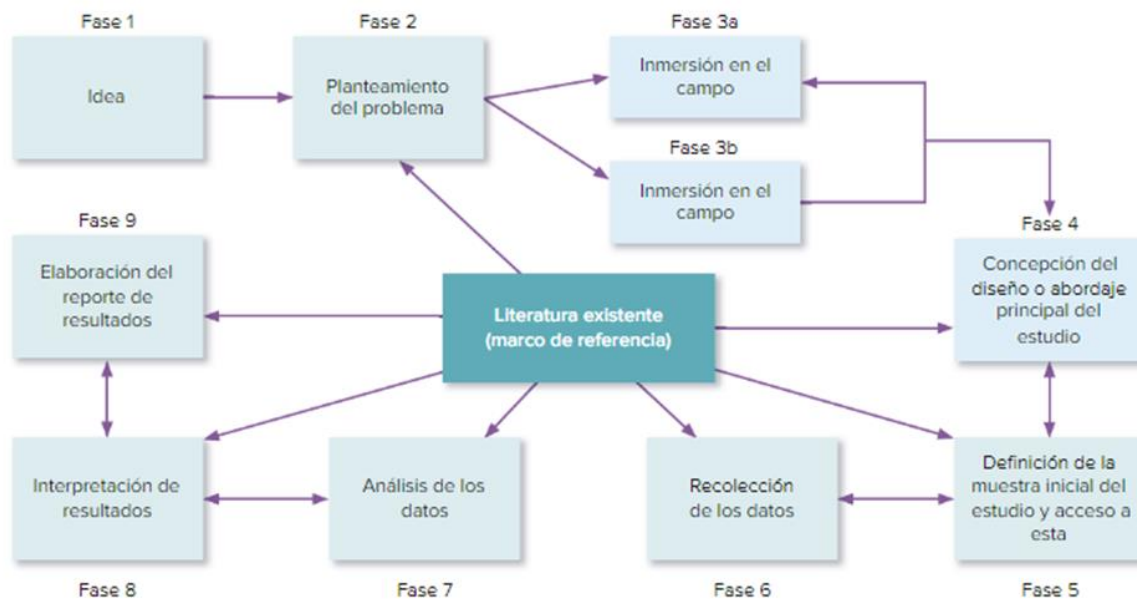 Fase 1
Idea
Fase 2
Planteamiento
del problema
Fase 3a
Inmersión en el
campo
Fase 3b
Inmersión en el
campo
Fase 4
Concepción del
diseño o abordaje
principal del
estudio
Fase 9
Elaboración del
reporte de
resultados
Literatura existente
(marco de referencia)
Interpretación de
resultados
Fase 8
Análisis de los
datos
Fase 7
Recolección
de los datos
Fase 6
Definición de la
muestra inicial del
estudio y acceso a
esta
Fase 5